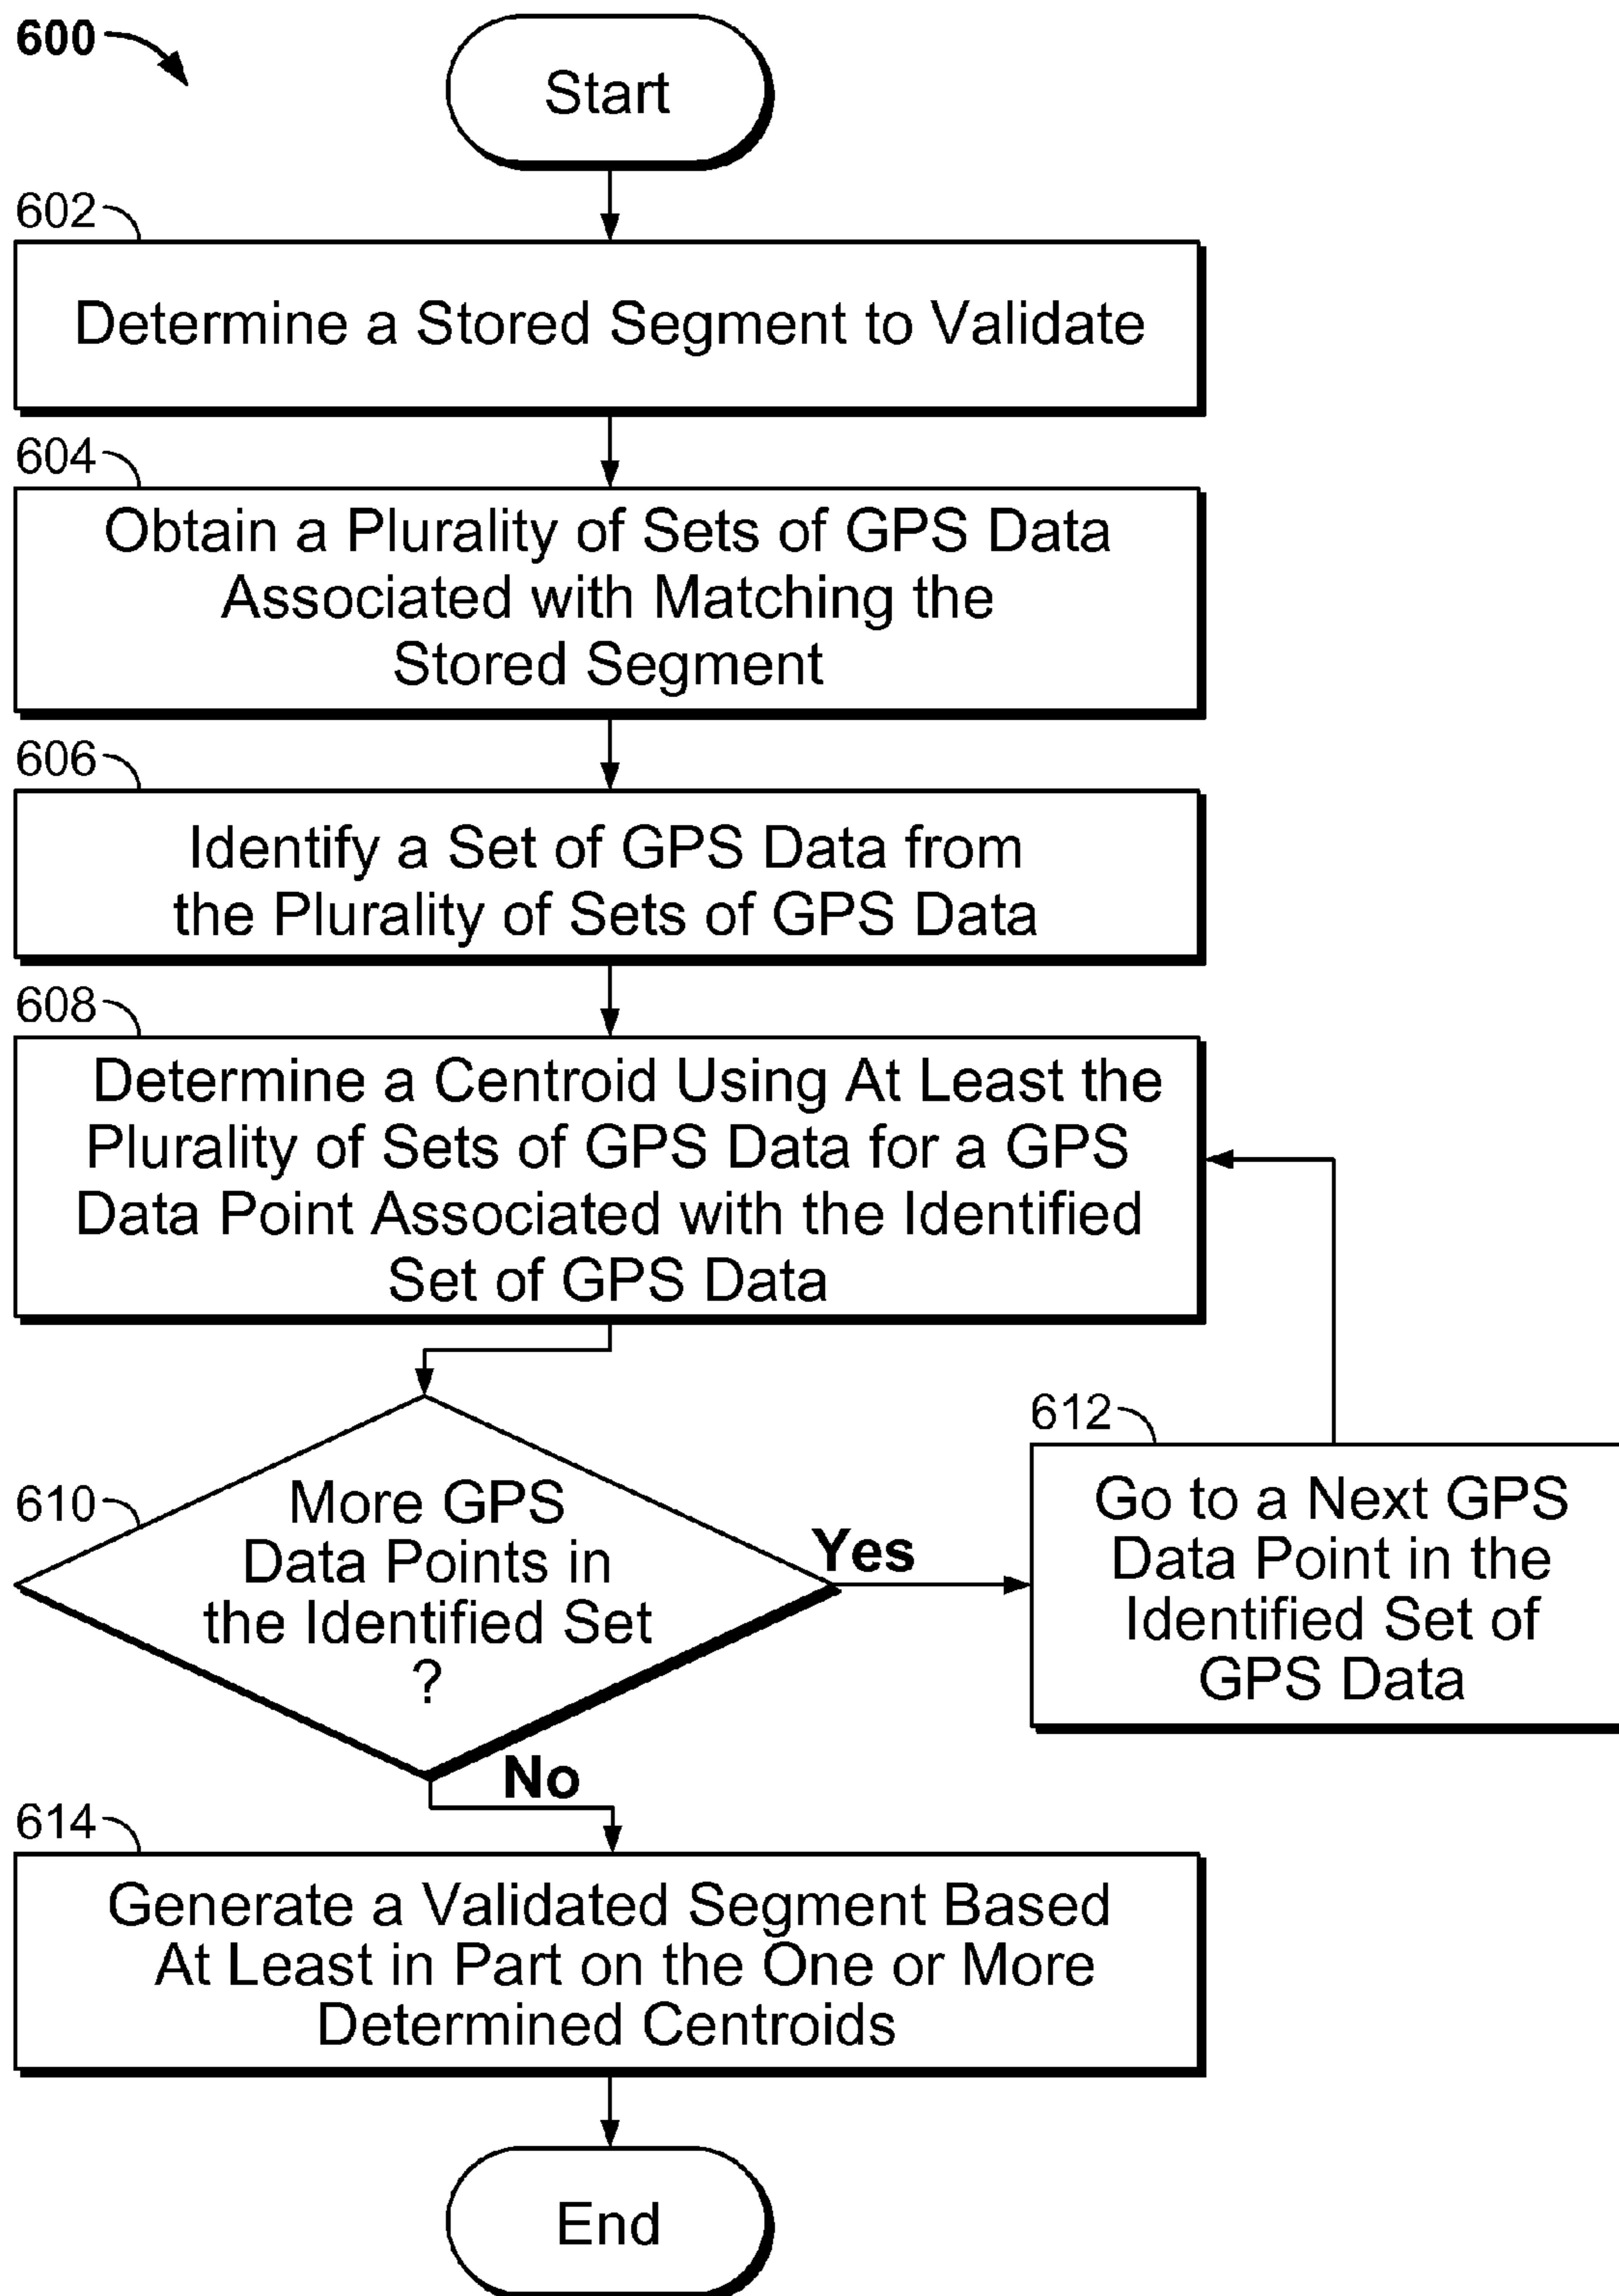 600
Start
602
Determine a Stored Segment to Validate
604
Obtain a Plurality of Sets of GPS Data
Associated with Matching the
Stored Segment
606
Identify a Set of GPS Data from
the Plurality of Sets of GPS Data
608
Determine a Centroid Using At Least the
Plurality of Sets of GPS Data for a GPS
Data Point Associated with the Identified
Set of GPS Data
610
More GPS
Data Points in
the Identified Set
?
Yes
612
Go to a Next GPS
Data Point in the
Identified Set of
GPS Data
No
614
Generate a Validated Segment Based
At Least in Part on the One or More
Determined Centroids
End